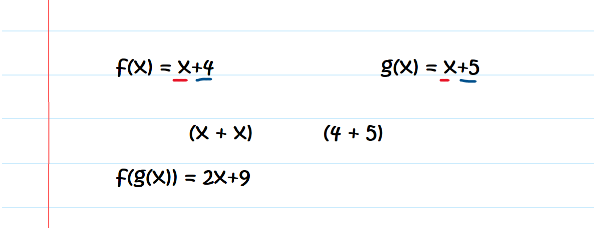 f(x) = x+4 g(x) = x+5
(x + x) (4 + 5)
f(g(x)) = 2x+9